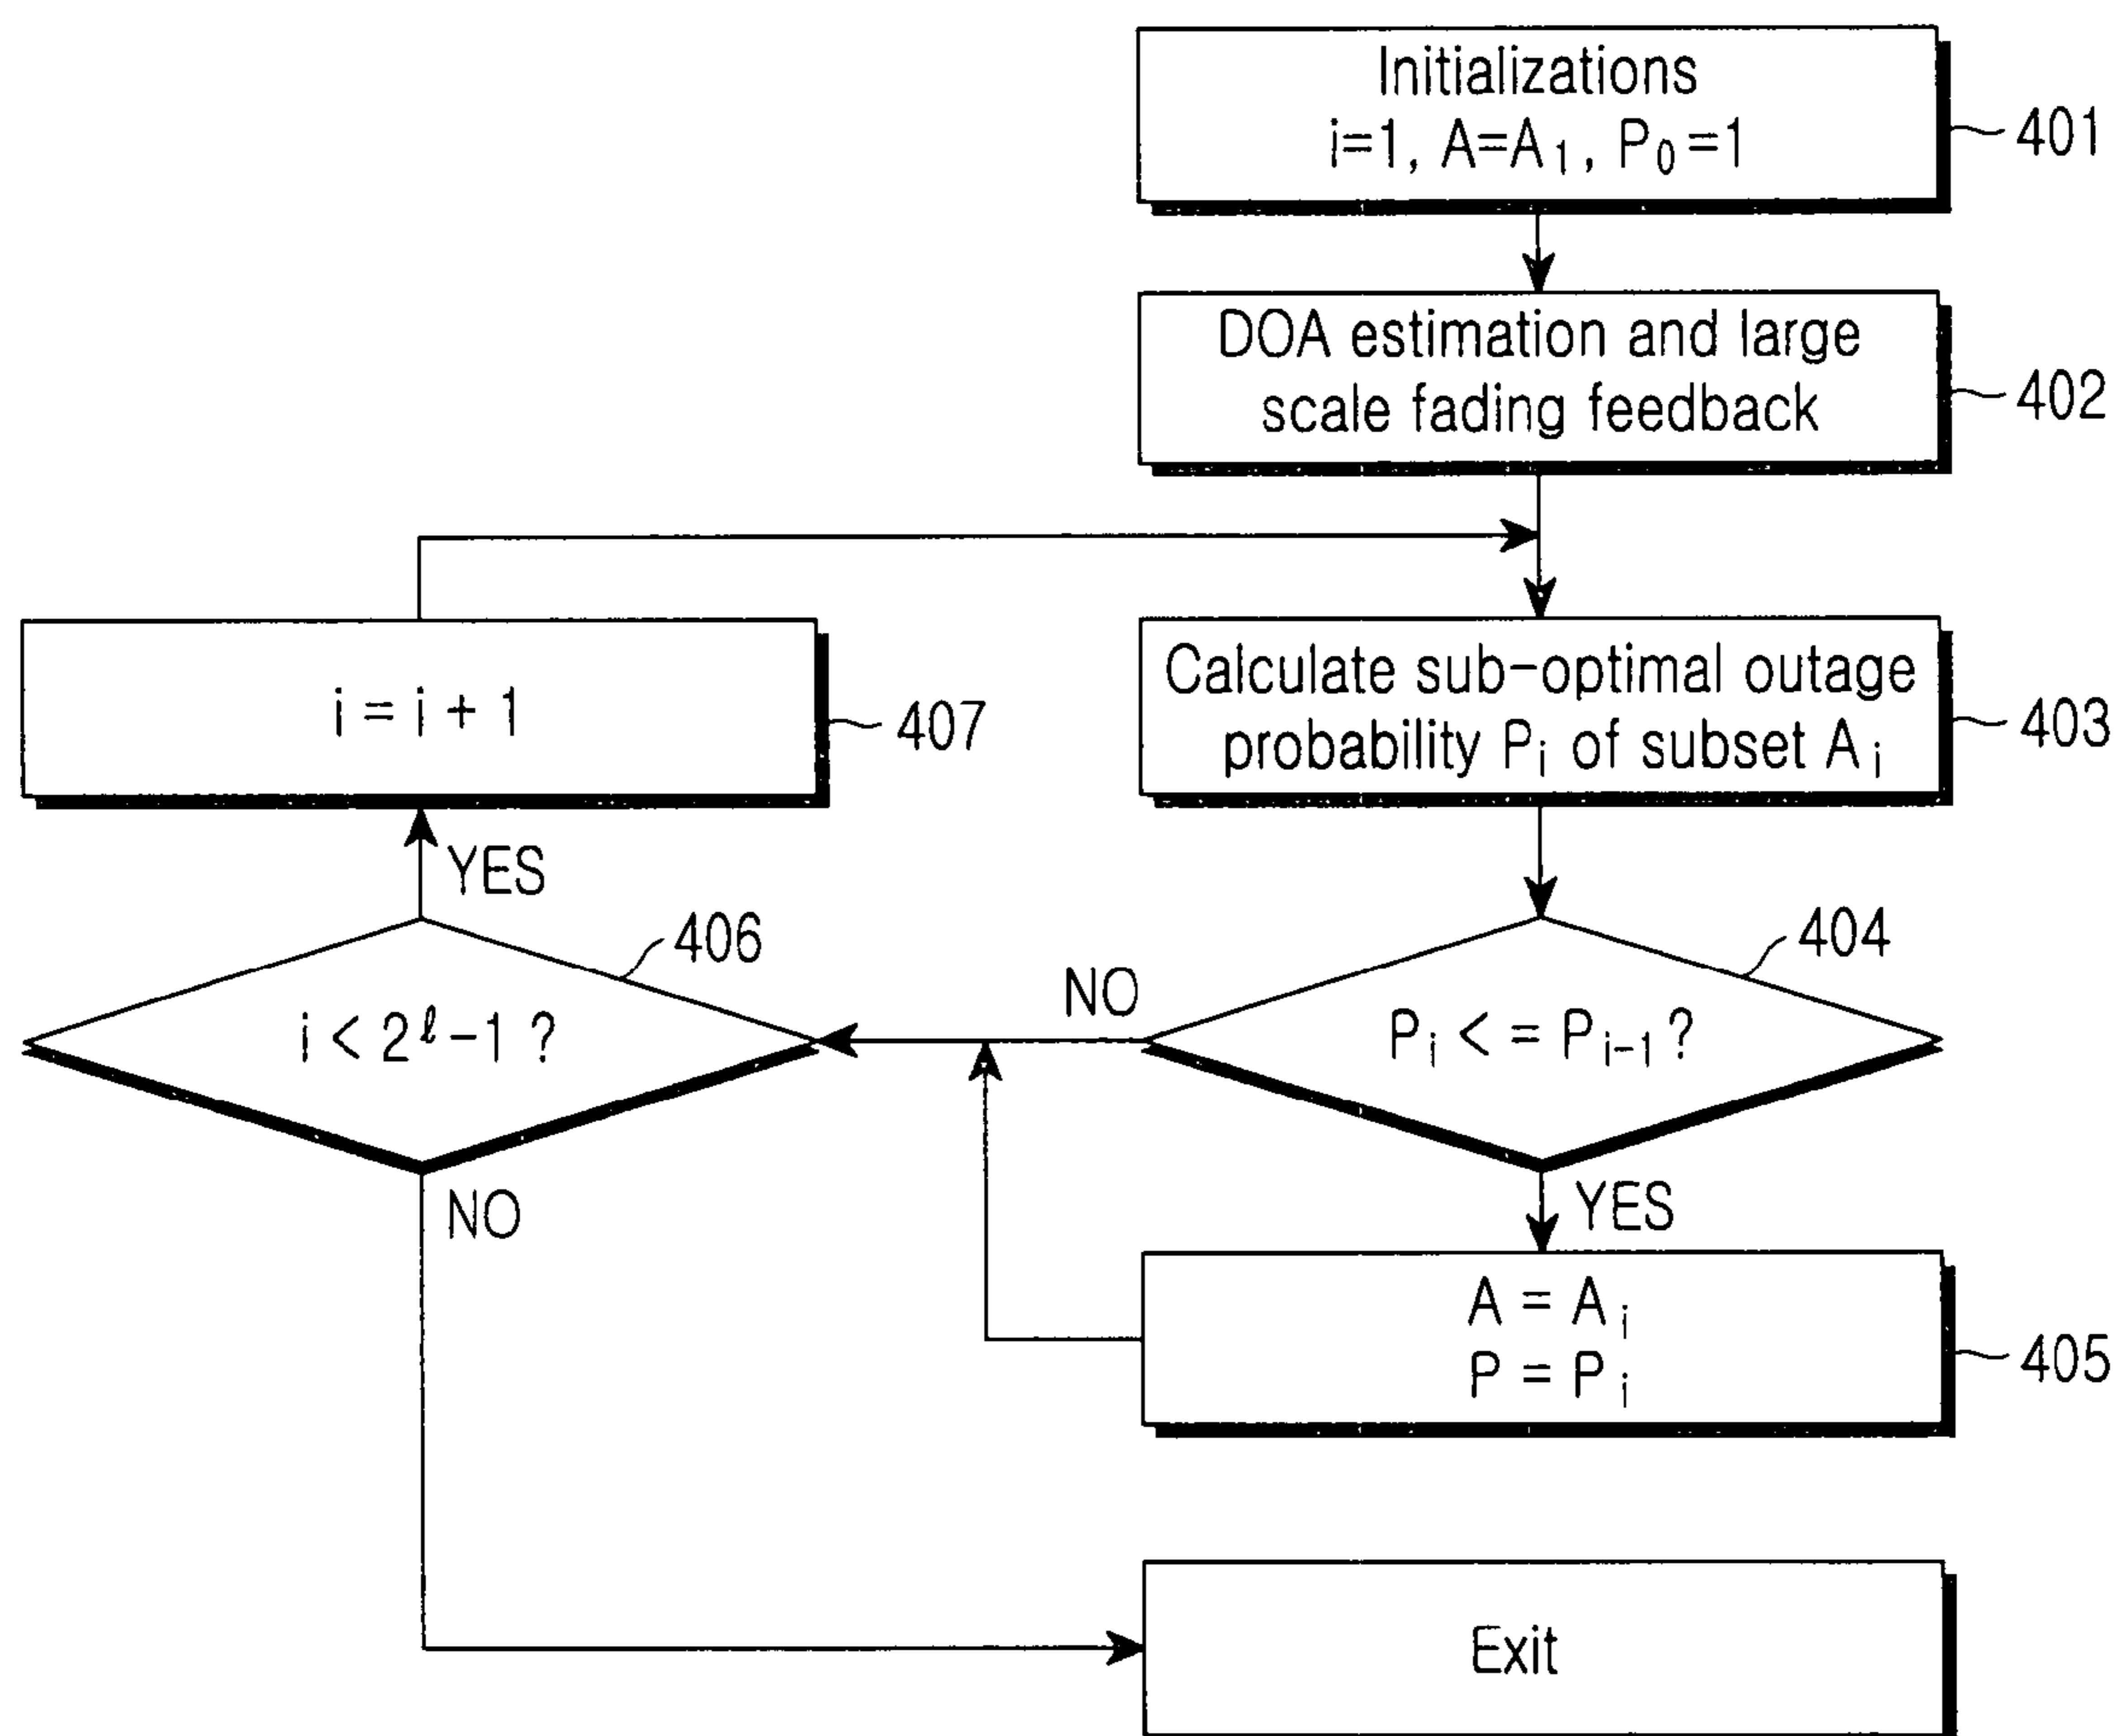 Initializations
i=1, A=A₁, P₀=1
401
DOA estimation and large
scale fading feedback
402
Calculate sub-optimal outage
probability Pᵢ of subset Aᵢ
403
i = i + 1
407
YES
406
i < 2^ℓ-1 ?
NO
404
Pᵢ < = Pᵢ₋₁ ?
NO
YES
A = Aᵢ
P = Pᵢ
405
Exit